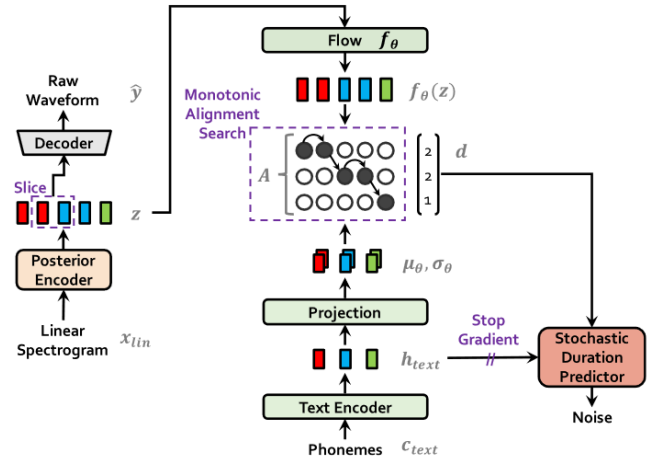 Flow f_θ
Raw
Waveform
ŷ
f_θ(z)
Monotonic
Alignment
Search
Decoder
A
2
2
1
d
Slice
z
Posterior
Encoder
μ_θ, σ_θ
Projection
Linear
Spectrogram
x_lin
Stop
Gradient
//
h_text
Stochastic
Duration
Predictor
Text Encoder
Noise
Phonemes
c_text